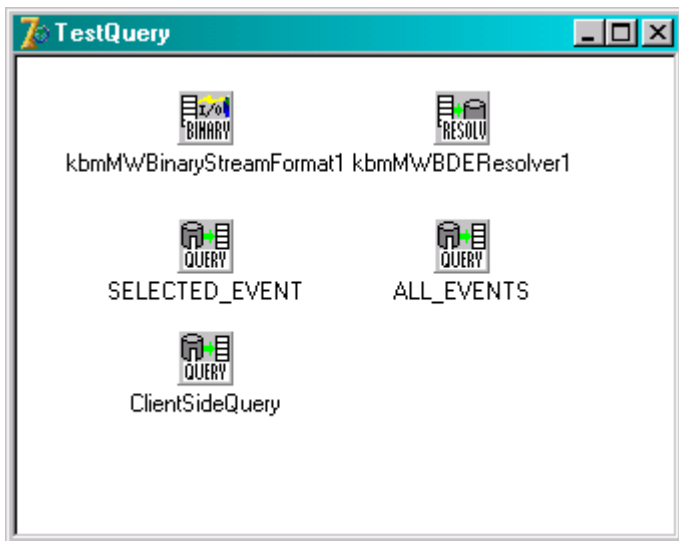 TestQuery
I/O
BINARY
kbmMWBinaryStreamFormat1
RESOLV
kbmMWBDEResolver1
QUERY
SELECTED_EVENT
QUERY
ALL_EVENTS
QUERY
ClientSideQuery